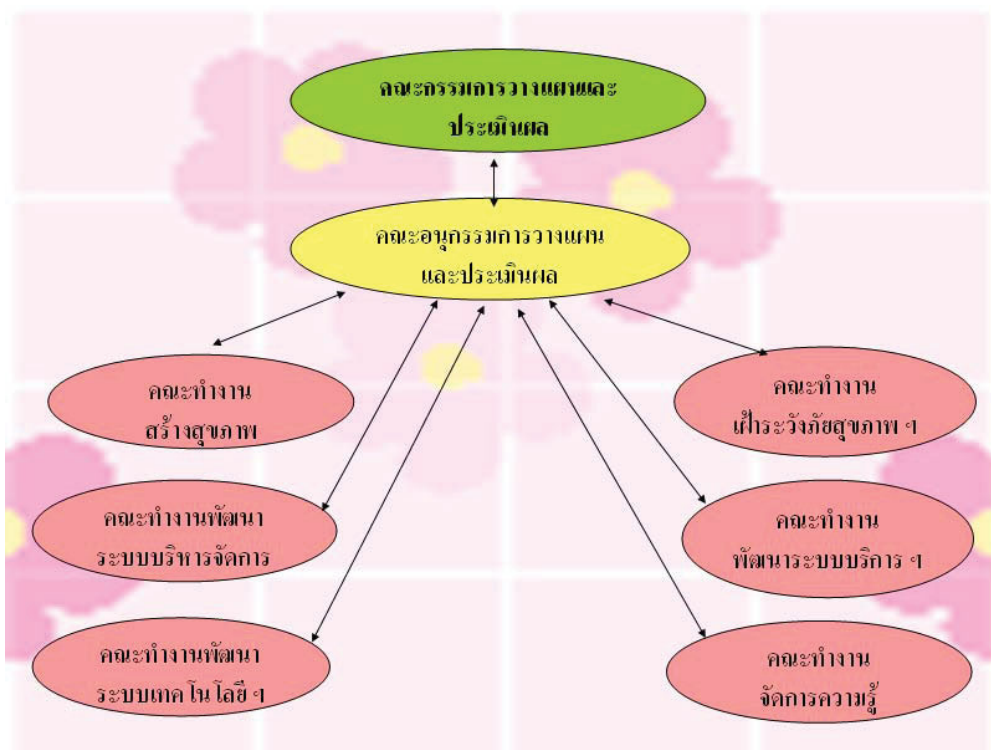 คณะกรรมการวางแผนและ
ประเมินผล
คณะอนุกรรมการวางแผน
และประเมินผล
คณะทำงาน
สร้างสุขภาพ
คณะทำงาน
เฝ้าระวังภัยสุขภาพ ฯ
คณะทำงานพัฒนา
ระบบบริหารจัดการ
คณะทำงาน
พัฒนาระบบบริการ ฯ
คณะทำงานพัฒนา
ระบบเทคโนโลยี ฯ
คณะทำงาน
จัดการความรู้